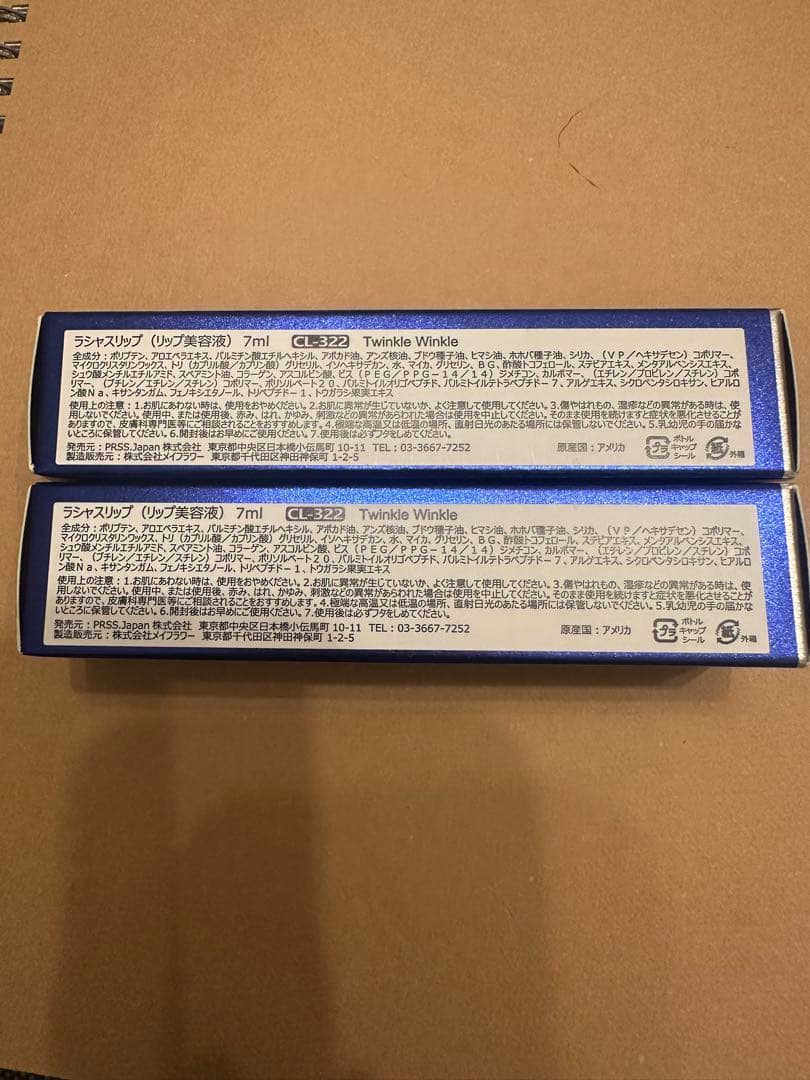 ラシャスリップ（リップ美容液） 7ml CL-322 Twinkle Winkle
全成分：ポリブテン、アロエベラエキス、パルミチン酸エチルヘキシル、アボカド油、アンズ核油、ブドウ種子油、ヒマシ油、ホホバ種子油、シリカ、（ＶＰ／ヘキサデセン）コポリマー、
マイクロクリスタリンワックス、トリ（カプリル酸／カプリン酸）グリセリル、イソヘキサデカン、水、マイカ、グリセリン、ＢＧ、酢酸トコフェロール、ステビアエキス、メンタアルベンシスエキス、
シュウ酸メンチルエチルアミド、スペアミント油、コラーゲン、アスコルビン酸、ビス（ＰＥＧ／ＰＰＧ－１４／１４）ジメチコン、カルボマー、（エチレン／プロピレン／スチレン）コポリ
マー、（ブチレン／エチレン／スチレン）コポリマー、ポリソルベート２０、パルミトイルオリゴペプチド、パルミトイルテトラペプチド－７、アルゲエキス、シクロペンタシロキサン、ヒアルロ
ン酸Ｎａ、キサンタンガム、フェノキシエタノール、トリペプチド－１、トウガラシ果実エキス
使用上の注意：1.お肌にあわない時は、使用をおやめください。2.お肌に異常が生じていないか、よく注意して使用してください。3.傷やはれもの、湿疹などの異常がある時は、使
用しないでください。使用中、または使用後、赤み、はれ、かゆみ、刺激などの異常があらわれた場合は使用を中止してください。そのまま使用を続けますと症状を悪化させることが
ありますので、皮膚科専門医等にご相談されることをおすすめします。4.極端な高温又は低温の場所、直射日光のあたる場所には保管しないでください。5.乳幼児の手の届かな
いところに保管してください。6.開封後はお早めにご使用ください。7.使用後は必ずフタをしめてください。
発売元：PRSS.Japan 株式会社 東京都中央区日本橋小伝馬町 10-11 TEL：03-3667-7252
製造販売元：株式会社メイフラワー 東京都千代田区神田神保町 1-2-5
原産国：アメリカ
プラ ボトル
キャップ
シール
紙 外箱
ラシャスリップ（リップ美容液） 7ml CL-322 Twinkle Winkle
全成分：ポリブテン、アロエベラエキス、パルミチン酸エチルヘキシル、アボカド油、アンズ核油、ブドウ種子油、ヒマシ油、ホホバ種子油、シリカ、（ＶＰ／ヘキサデセン）コポリマー、
マイクロクリスタリンワックス、トリ（カプリル酸／カプリン酸）グリセリル、イソヘキサデカン、水、マイカ、グリセリン、ＢＧ、酢酸トコフェロール、ステビアエキス、メンタアルベンシスエキス、
シュウ酸メンチルエチルアミド、スペアミント油、コラーゲン、アスコルビン酸、ビス（ＰＥＧ／ＰＰＧ－１４／１４）ジメチコン、カルボマー、（エチレン／プロピレン／スチレン）コポ
リマー、（ブチレン／エチレン／スチレン）コポリマー、ポリソルベート２０、パルミトイルオリゴペプチド、パルミトイルテトラペプチド－７、アルゲエキス、シクロペンタシロキサン、ヒアルロン
酸Ｎａ、キサンタンガム、フェノキシエタノール、トリペプチド－１、トウガラシ果実エキス
使用上の注意：1.お肌にあわない時は、使用をおやめください。2.お肌に異常が生じていないか、よく注意して使用してください。3.傷やはれもの、湿疹などの異常がある時は、使
用しないでください。使用中、または使用後、赤み、はれ、かゆみ、刺激などの異常があらわれた場合は使用を中止してください。そのまま使用を続けますと症状を悪化させることが
ありますので、皮膚科専門医等にご相談されることをおすすめします。4.極端な高温又は低温の場所、直射日光のあたる場所には保管しないでください。5.乳幼児の手の届かな
いところに保管してください。6.開封後はお早めにご使用ください。7.使用後は必ずフタをしめてください。
発売元：PRSS.Japan 株式会社 東京都中央区日本橋小伝馬町 10-11 TEL：03-3667-7252
製造販売元：株式会社メイフラワー 東京都千代田区神田神保町 1-2-5
原産国：アメリカ
プラ ボトル
キャップ
シール
紙 外箱